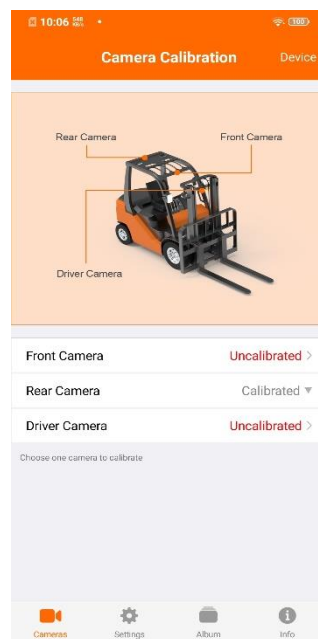 10:06
Camera Calibration Device
Rear Camera Front Camera
Driver Camera
Front Camera Uncalibrated >
Rear Camera Calibrated ▼
Driver Camera Uncalibrated >
Choose one camera to calibrate
Cameras Settings Album Info